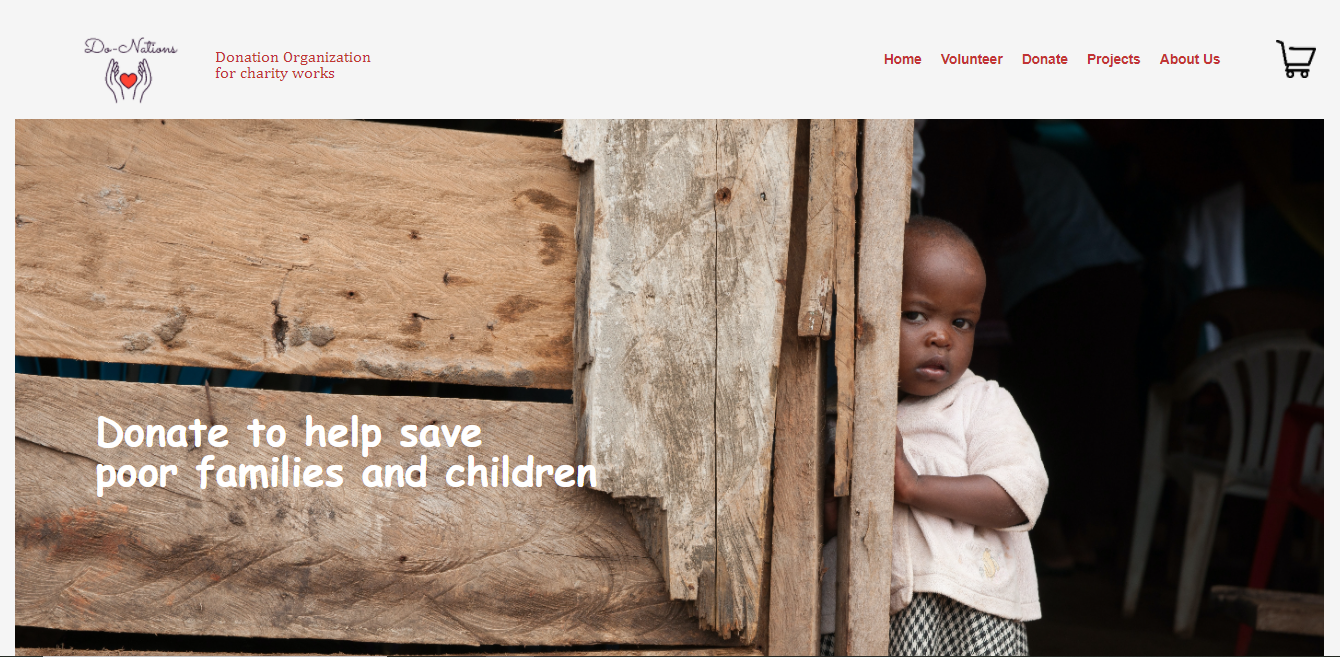 Do-Nations
Donation Organization
for charity works
Home Volunteer Donate Projects About Us
Donate to help save
poor families and children